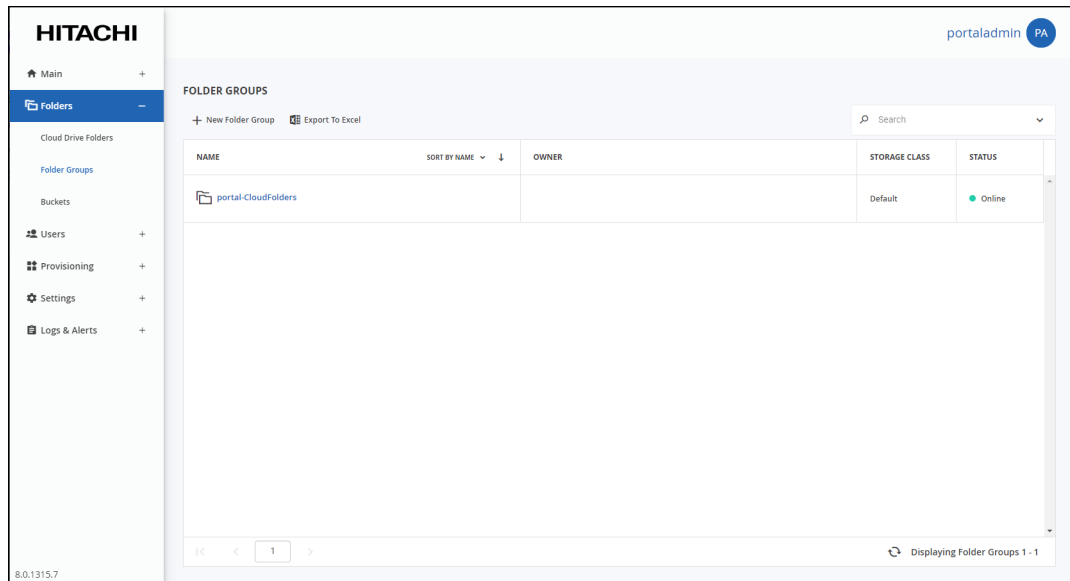 HITACHI
portaladmin PA
Main +
Folders –
Cloud Drive Folders
Folder Groups
Buckets
Users +
Provisioning +
Settings +
Logs & Alerts +
8.0.1315.7
FOLDER GROUPS
+ New Folder Group Export To Excel
Search
NAME SORT BY NAME OWNER STORAGE CLASS STATUS
portal-CloudFolders Default Online
1
Displaying Folder Groups 1 - 1